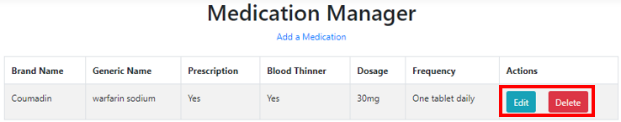 Medication Manager
Add a Medication
Brand Name Generic Name Prescription Blood Thinner Dosage Frequency Actions
Coumadin warfarin sodium Yes Yes 30mg One tablet daily Edit Delete